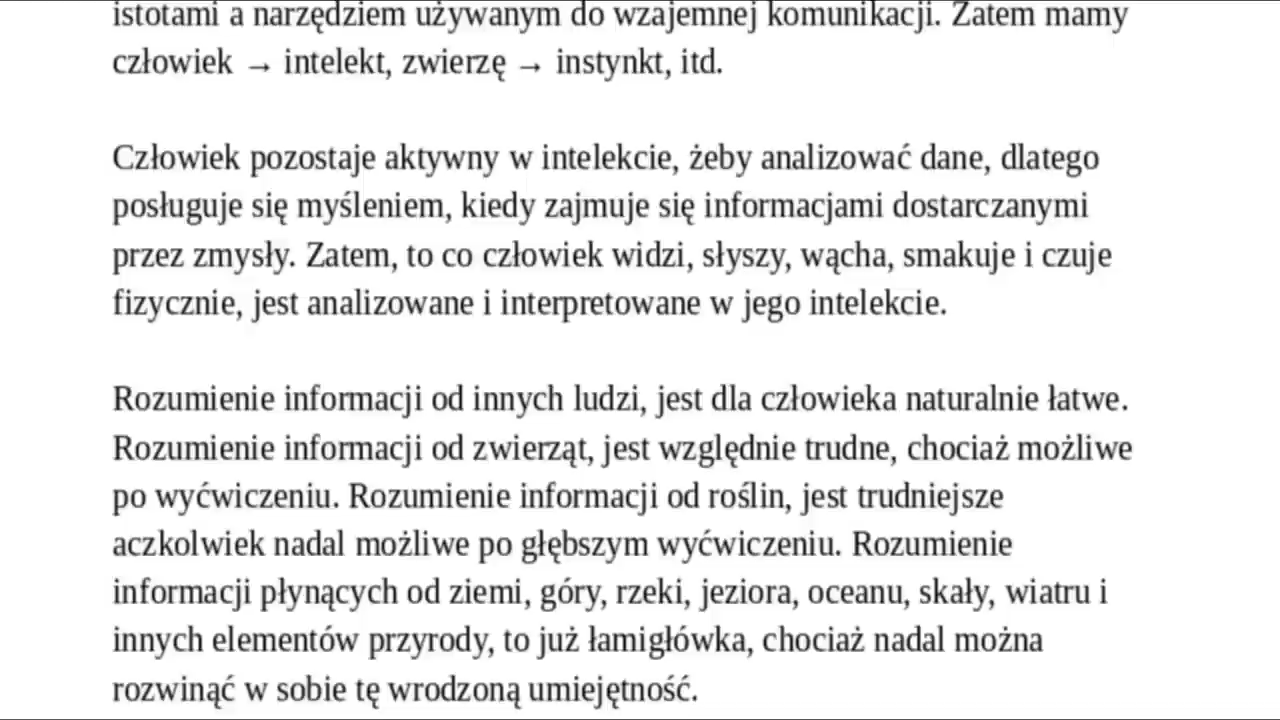 istotami a narzędziem używanym do wzajemnej komunikacji. Zatem mamy
człowiek → intelekt, zwierzę → instynkt, itd.
Człowiek pozostaje aktywny w intelekcie, żeby analizować dane, dlatego
posługuje się myśleniem, kiedy zajmuje się informacjami dostarczanymi
przez zmysły. Zatem, to co człowiek widzi, słyszy, wącha, smakuje i czuje
fizycznie, jest analizowane i interpretowane w jego intelekcie.
Rozumienie informacji od innych ludzi, jest dla człowieka naturalnie łatwe.
Rozumienie informacji od zwierząt, jest względnie trudne, chociaż możliwe
po wyćwiczeniu. Rozumienie informacji od roślin, jest trudniejsze
aczkolwiek nadal możliwe po głębszym wyćwiczeniu. Rozumienie
informacji płynących od ziemi, góry, rzeki, jeziora, oceanu, skały, wiatru i
innych elementów przyrody, to już łamigłówka, chociaż nadal można
rozwinąć w sobie tę wrodzoną umiejętność.